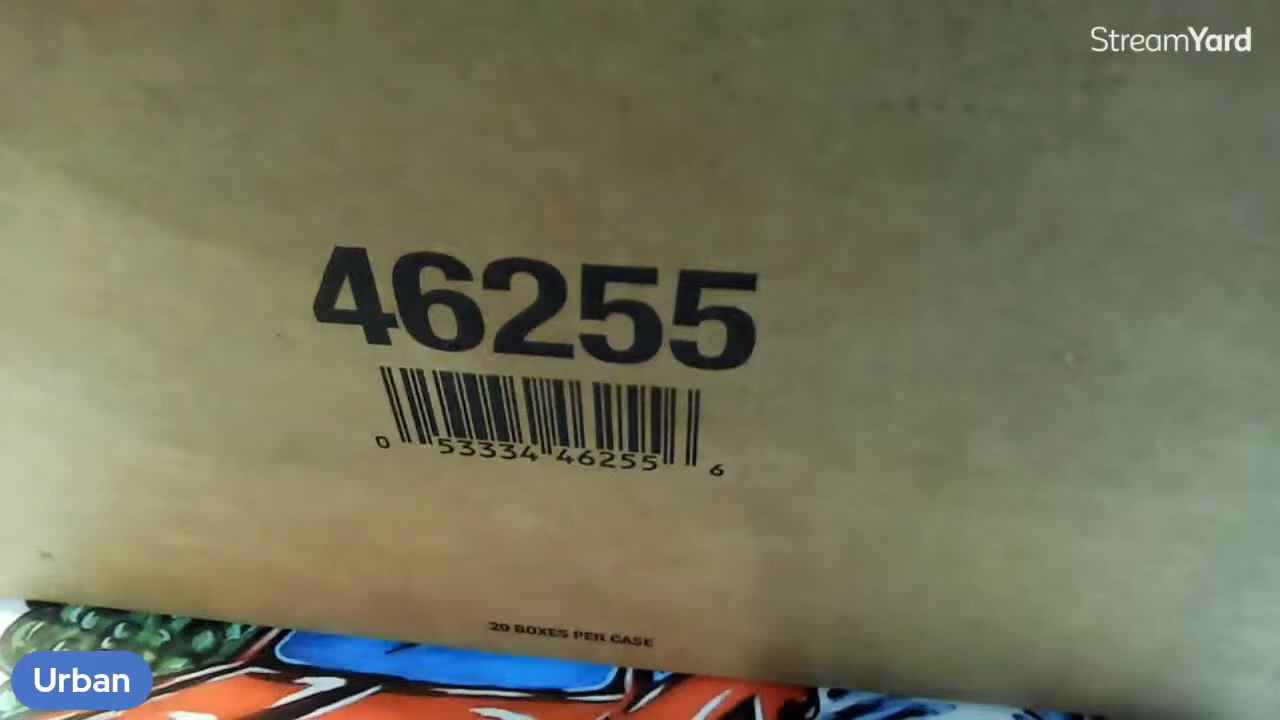 StreamYard
46255
0 53334 46255 6
20 BOXES PER CASE
Urban